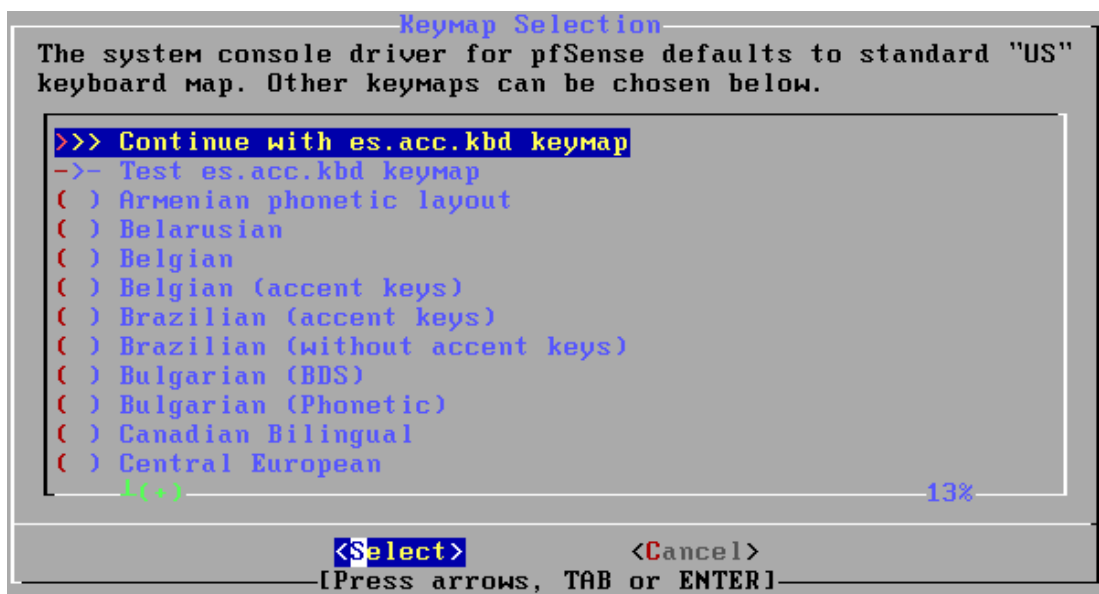 Keymap Selection
The system console driver for pfSense defaults to standard "US"
keyboard map. Other keymaps can be chosen below.
>>> Continue with es.acc.kbd keymap
->- Test es.acc.kbd keymap
( ) Armenian phonetic layout
( ) Belarusian
( ) Belgian
( ) Belgian (accent keys)
( ) Brazilian (accent keys)
( ) Brazilian (without accent keys)
( ) Bulgarian (BDS)
( ) Bulgarian (Phonetic)
( ) Canadian Bilingual
( ) Central European
┴(+) 13%
<Select> <Cancel>
[Press arrows, TAB or ENTER]